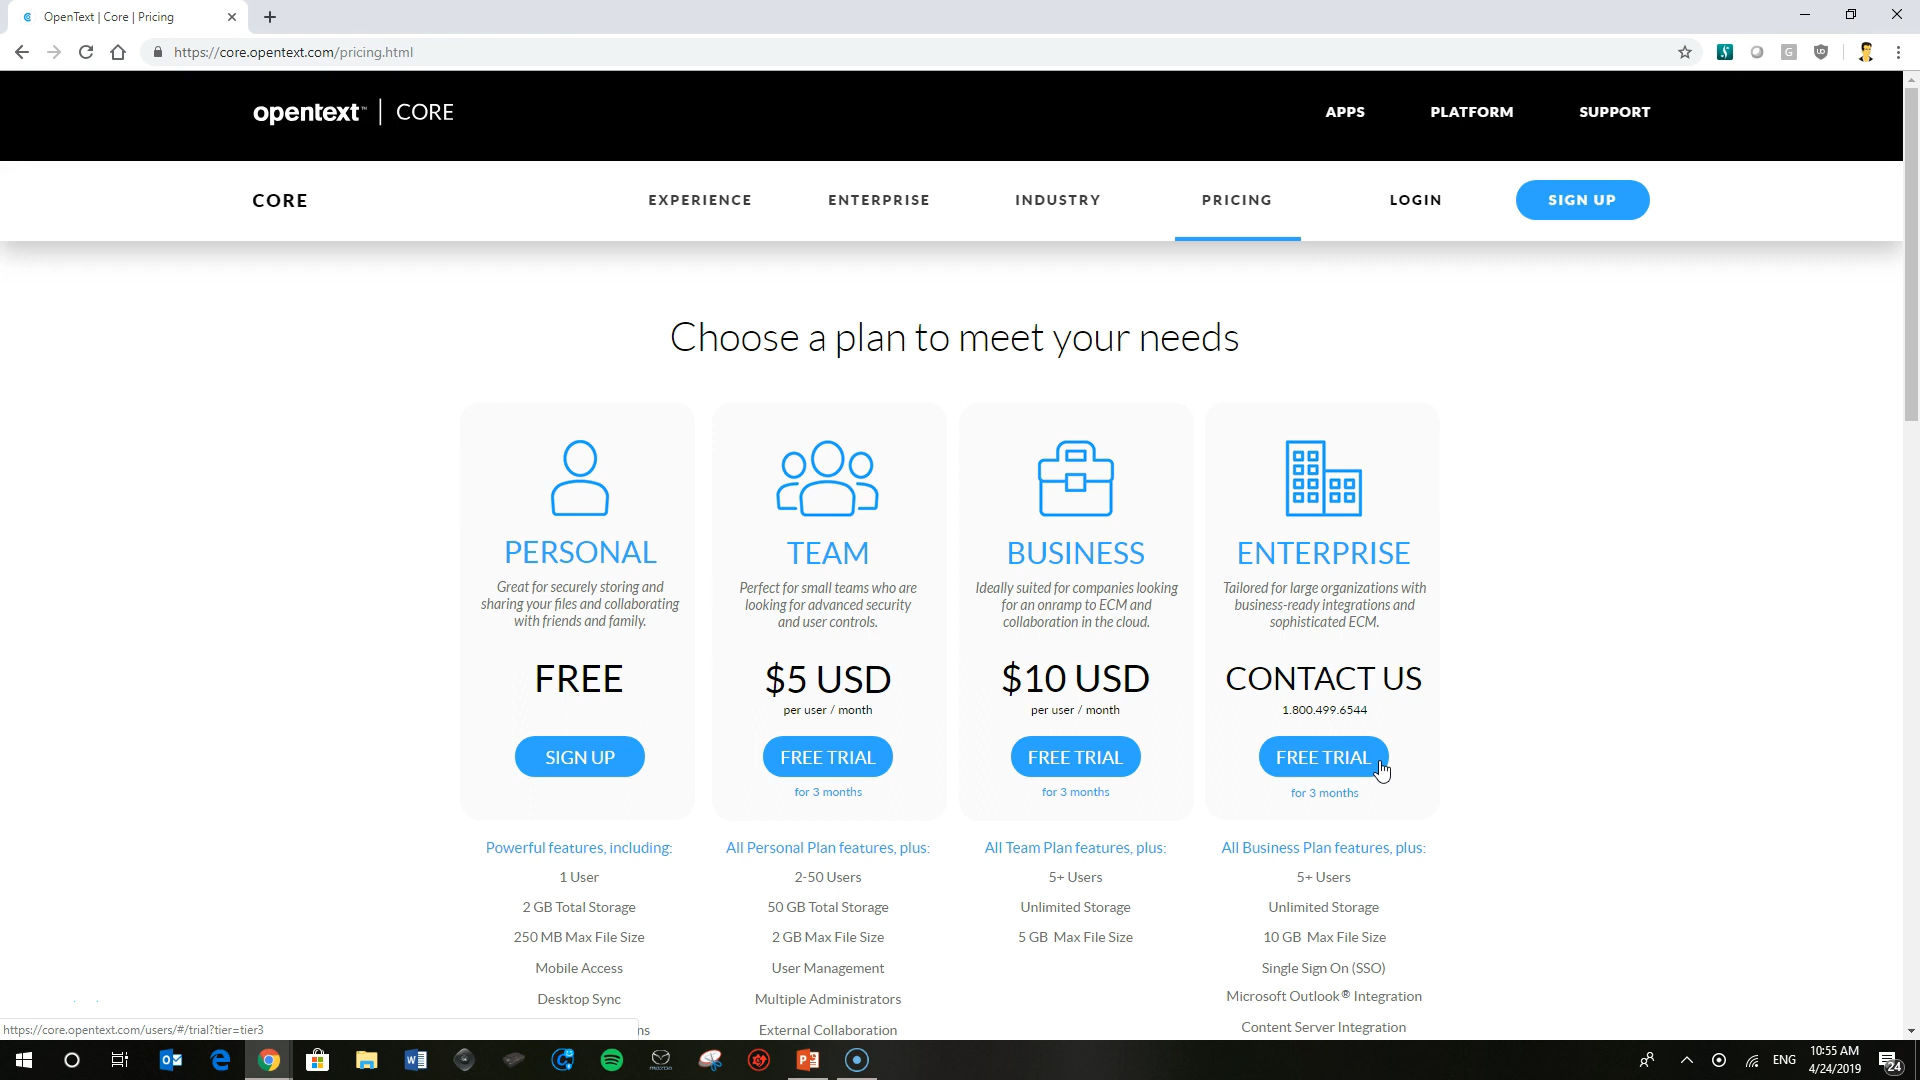 OpenText | Core | Pricing
https://core.opentext.com/pricing.html
opentext™ | CORE
APPS
PLATFORM
SUPPORT
CORE
EXPERIENCE
ENTERPRISE
INDUSTRY
PRICING
LOGIN
SIGN UP
Choose a plan to meet your needs
PERSONAL
Great for securely storing and
sharing your files and collaborating
with friends and family.
FREE
SIGN UP
Powerful features, including:
1 User
2 GB Total Storage
250 MB Max File Size
Mobile Access
Desktop Sync
ns
TEAM
Perfect for small teams who are
looking for advanced security
and user controls.
$5 USD
per user / month
FREE TRIAL
for 3 months
All Personal Plan features, plus:
2-50 Users
50 GB Total Storage
2 GB Max File Size
User Management
Multiple Administrators
External Collaboration
BUSINESS
Ideally suited for companies looking
for an onramp to ECM and
collaboration in the cloud.
$10 USD
per user / month
FREE TRIAL
for 3 months
All Team Plan features, plus:
5+ Users
Unlimited Storage
5 GB Max File Size
ENTERPRISE
Tailored for large organizations with
business-ready integrations and
sophisticated ECM.
CONTACT US
1.800.499.6544
FREE TRIAL
for 3 months
All Business Plan features, plus:
5+ Users
Unlimited Storage
10 GB Max File Size
Single Sign On (SSO)
Microsoft Outlook® Integration
Content Server Integration
https://core.opentext.com/users/#/trial?tier=tier3
ENG
10:55 AM
4/24/2019
24